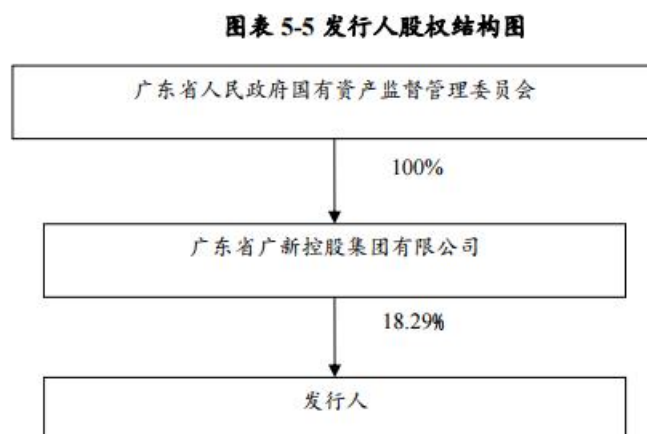 图表 5-5 发行人股权结构图
广东省人民政府国有资产监督管理委员会
100%
广东省广新控股集团有限公司
18.29%
发行人